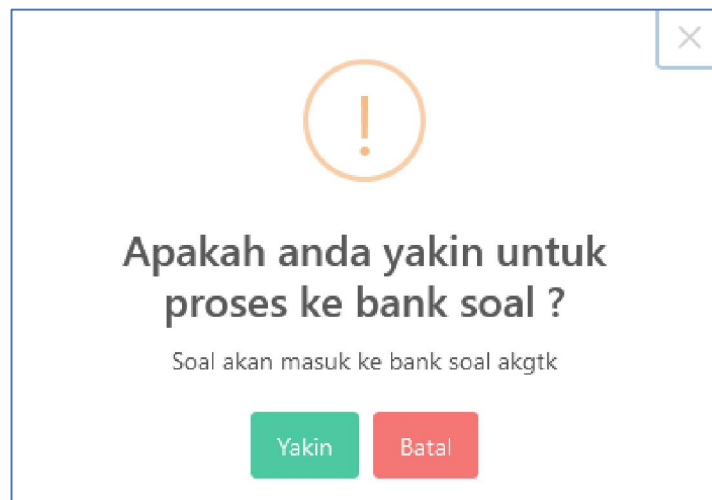 Apakah anda yakin untuk
proses ke bank soal ?
Soal akan masuk ke bank soal akgtk
Yakin
Batal